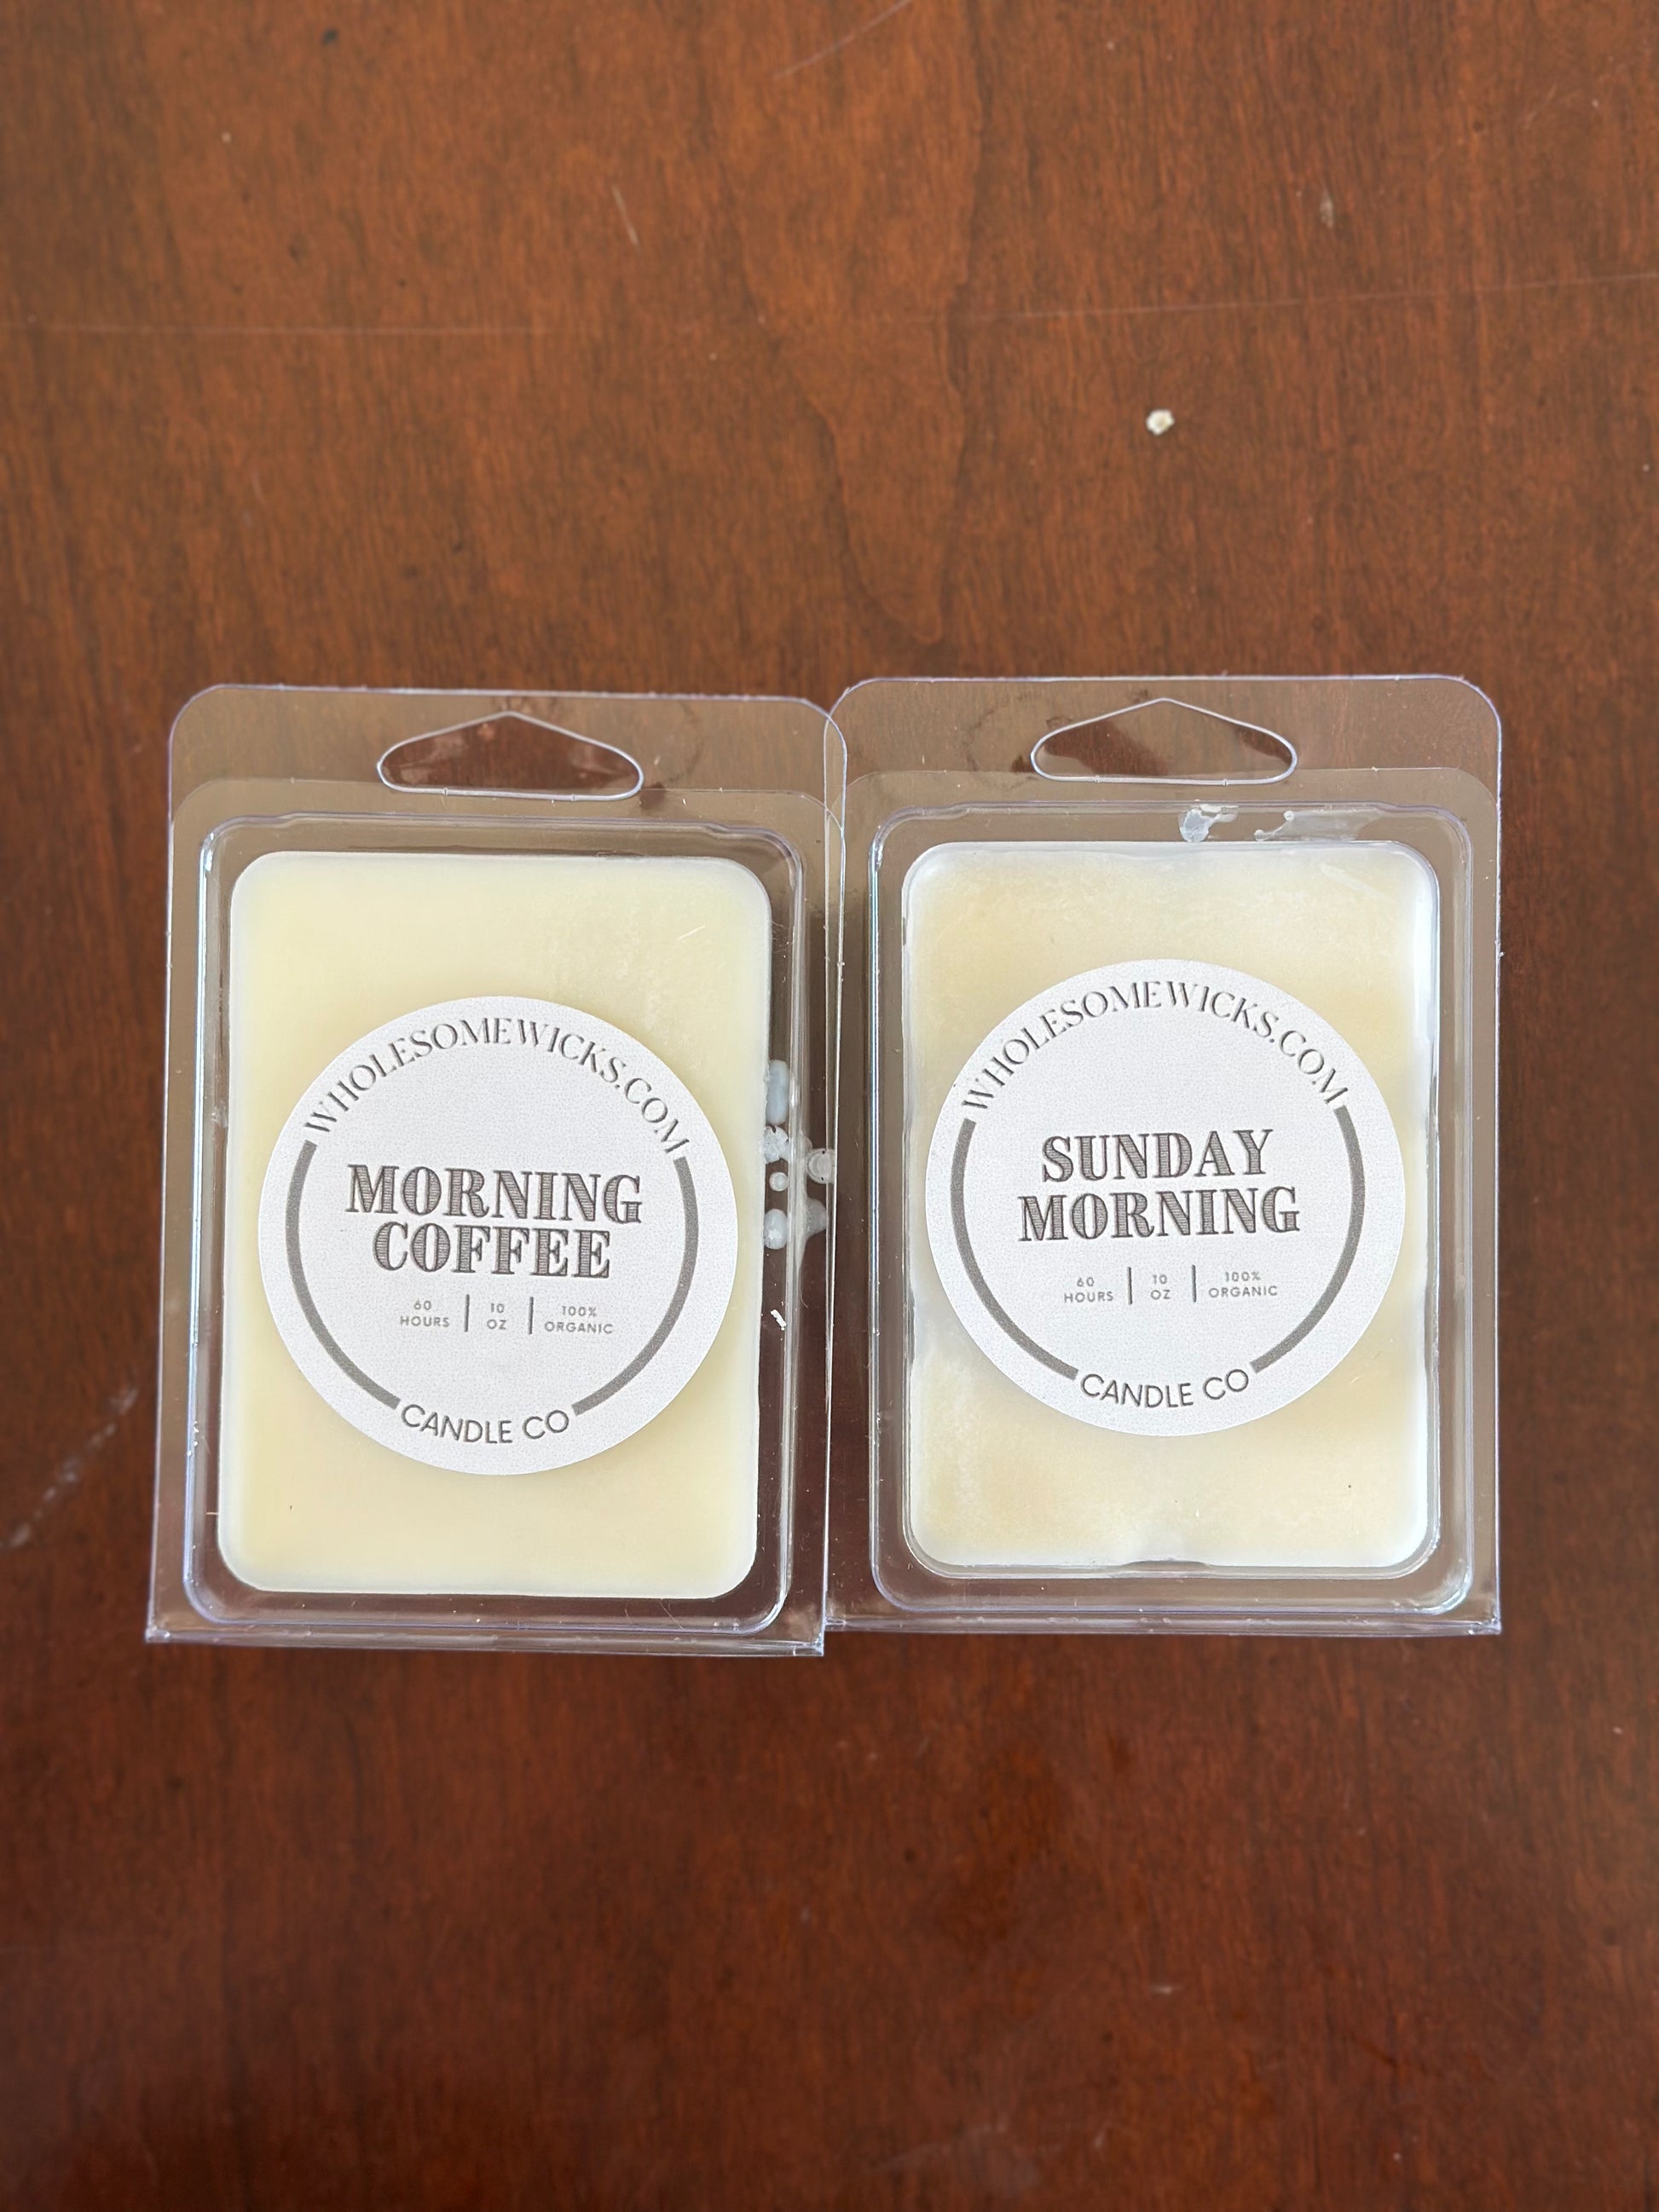 WHOLESOMEWICKS.COM
MORNING
COFFEE
60 HOURS | 10 OZ | 100% ORGANIC
CANDLE CO
WHOLESOMEWICKS.COM
SUNDAY
MORNING
60 HOURS | 10 OZ | 100% ORGANIC
CANDLE CO